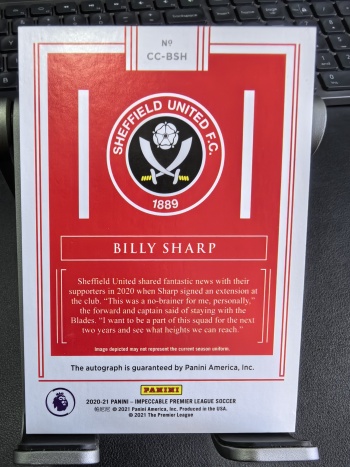 Nº
CC-BSH
SHEFFIELD UNITED F.C.
1889
BILLY SHARP
Sheffield United shared fantastic news with their
supporters in 2020 when Sharp signed an extension at
the club. “This was a no-brainer for me, personally,”
the forward and captain said of staying with the
Blades. “I want to be a part of this squad for the next
two years and see what heights we can reach.”
Image depicted may not represent the current season uniform.
The autograph is guaranteed by Panini America, Inc.
PANINI
2020-21 PANINI – IMPECCABLE PREMIER LEAGUE SOCCER
© 2021 Panini America, Inc. Produced in the USA.
© 2021 The Premier League